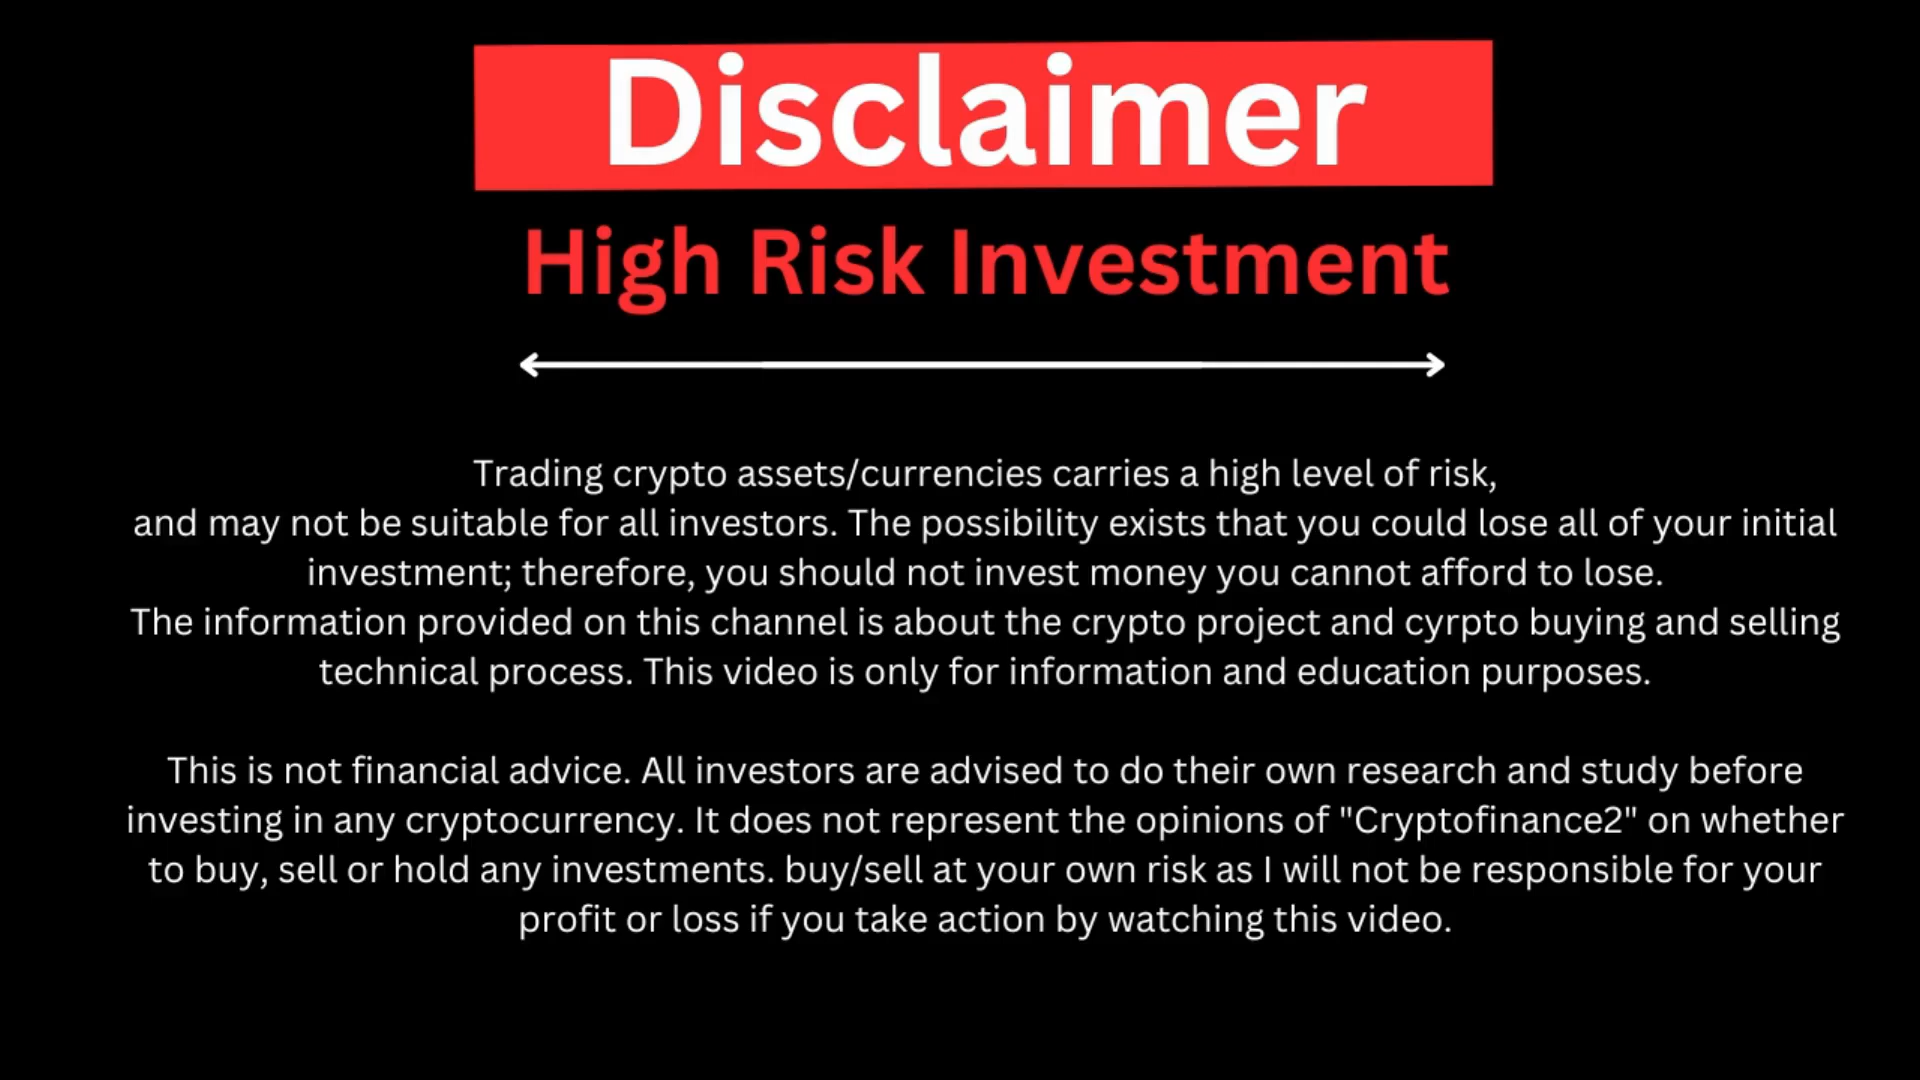 Disclaimer
High Risk Investment
Trading crypto assets/currencies carries a high level of risk,
and may not be suitable for all investors. The possibility exists that you could lose all of your initial
investment; therefore, you should not invest money you cannot afford to lose.
The information provided on this channel is about the crypto project and cyrpto buying and selling
technical process. This video is only for information and education purposes.
This is not financial advice. All investors are advised to do their own research and study before
investing in any cryptocurrency. It does not represent the opinions of "Cryptofinance2" on whether
to buy, sell or hold any investments. buy/sell at your own risk as I will not be responsible for your
profit or loss if you take action by watching this video.